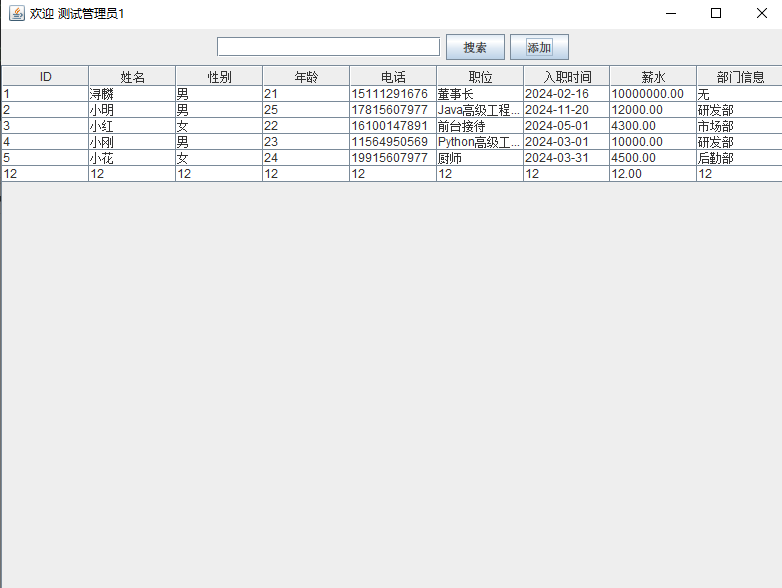 欢迎 测试管理员1
搜索 添加
ID 姓名 性别 年龄 电话 职位 入职时间 薪水 部门信息
1 浔麟 男 21 15111291676 董事长 2024-02-16 10000000.00 无
2 小明 男 25 17815607977 Java高级工程... 2024-11-20 12000.00 研发部
3 小红 女 22 16100147891 前台接待 2024-05-01 4300.00 市场部
4 小刚 男 23 11564950569 Python高级工... 2024-03-01 10000.00 研发部
5 小花 女 24 19915607977 厨师 2024-03-31 4500.00 后勤部
12 12 12 12 12 12 12 12.00 12